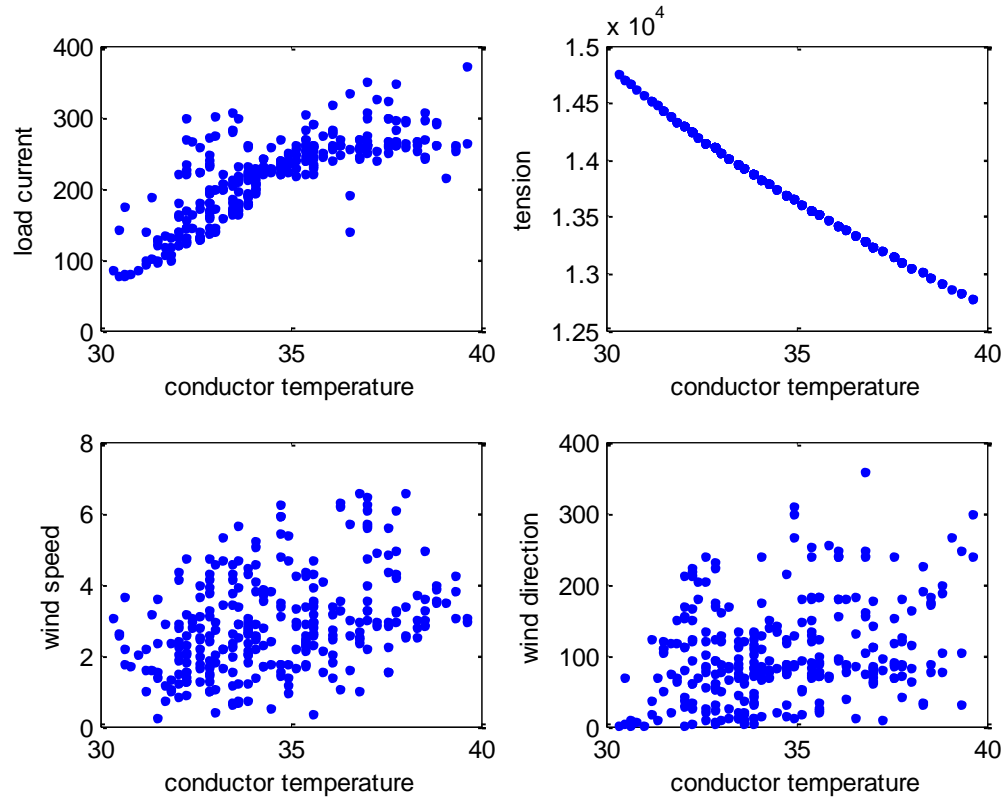 400
300
200
100
0
30 35 40
load current
conductor temperature
x 10^4
1.5
1.45
1.4
1.35
1.3
1.25
30 35 40
tension
conductor temperature
8
6
4
2
0
30 35 40
wind speed
conductor temperature
400
300
200
100
0
30 35 40
wind direction
conductor temperature